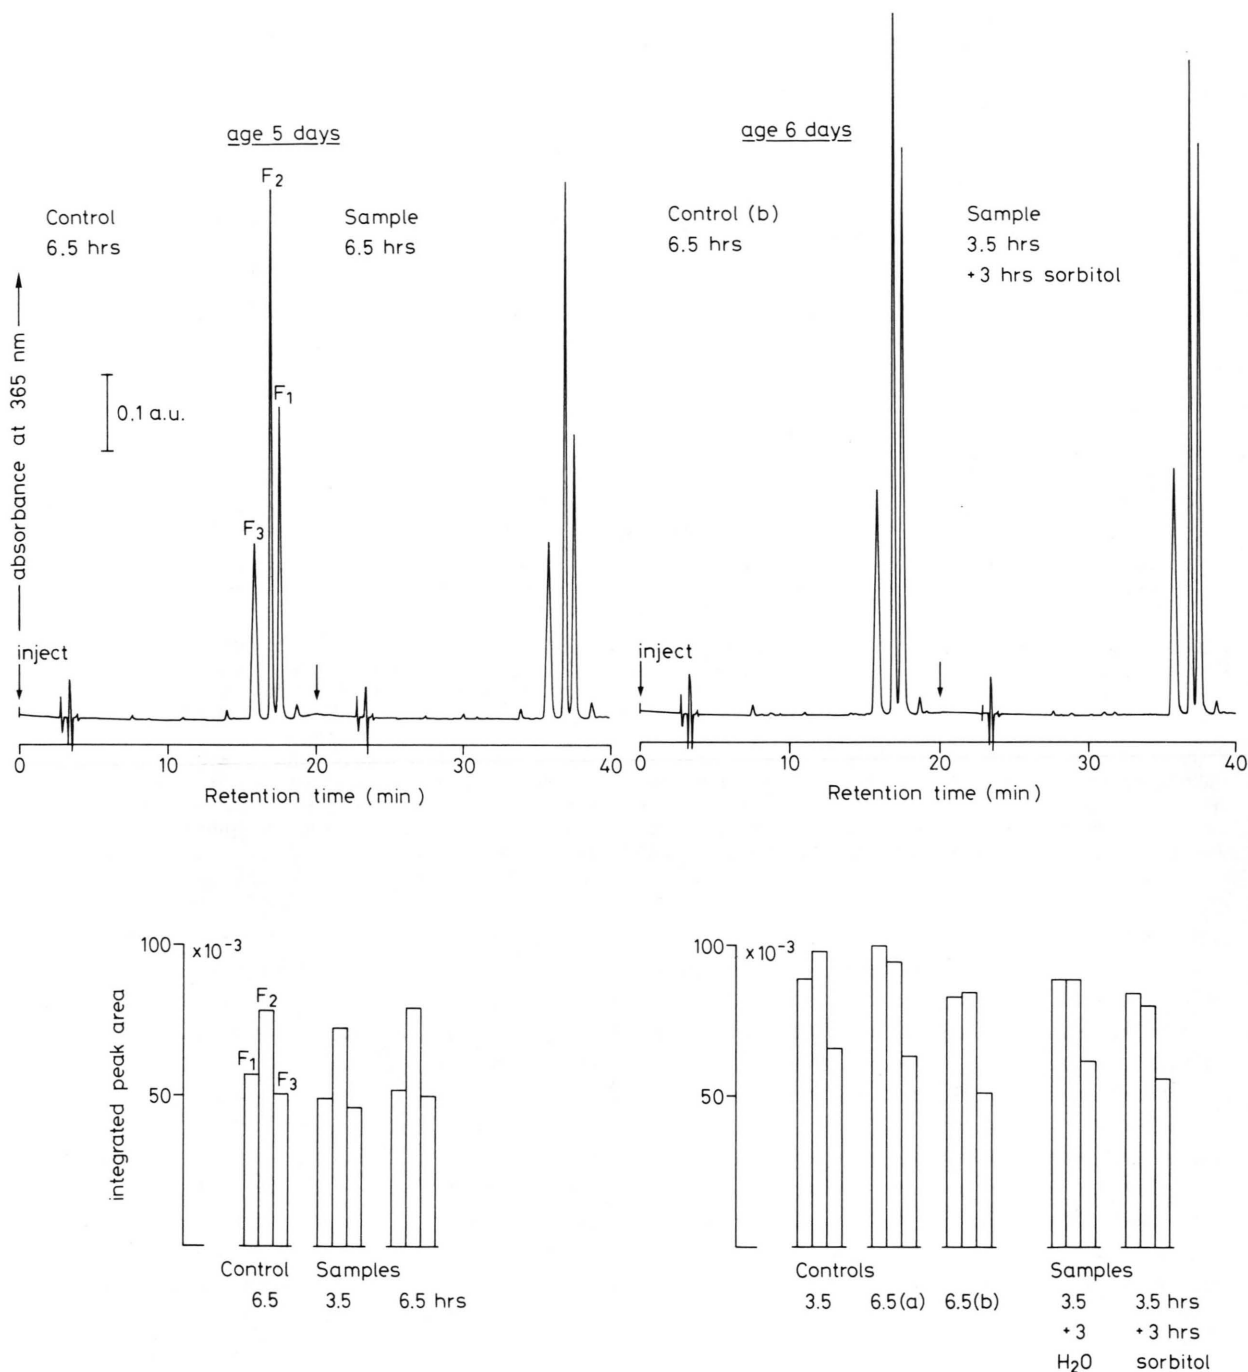 age 5 days
Control
6.5 hrs
Sample
6.5 hrs
absorbance at 365 nm
0.1 a.u.
F₃
F₂
F₁
inject
0
10
20
30
40
Retention time (min)
age 6 days
Control (b)
6.5 hrs
Sample
3.5 hrs
+3 hrs sorbitol
inject
0
10
20
30
40
Retention time (min)
integrated peak area
100
x10⁻³
50
F₁
F₂
F₃
Control Samples
6.5 3.5 6.5 hrs
100
x10⁻³
50
Controls Samples
3.5 6.5(a) 6.5(b) 3.5 3.5 hrs
+3 +3 hrs
H₂O sorbitol